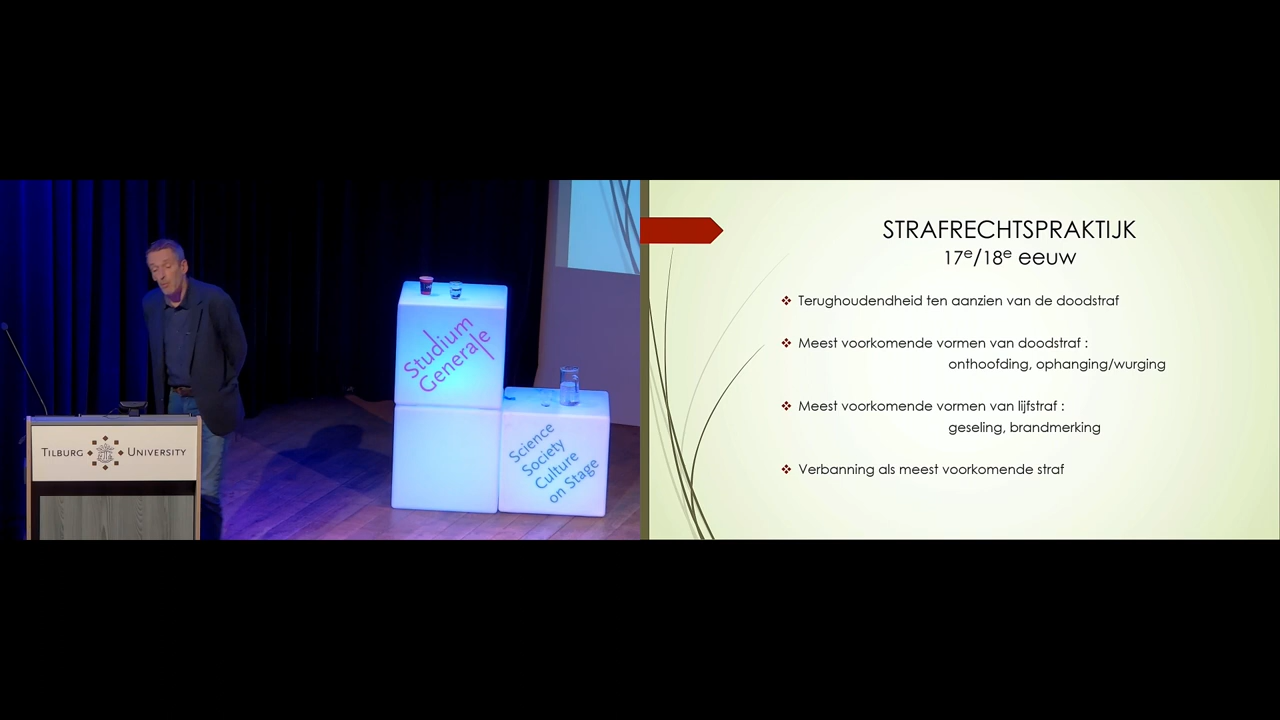 Studium
Generale
Science
Society
Culture
on Stage
TILBURG UNIVERSITY
STRAFRECHTSPRAKTIJK
17e/18e eeuw
❖ Terughoudendheid ten aanzien van de doodstraf
❖ Meest voorkomende vormen van doodstraf :
onthoofding, ophanging/wurging
❖ Meest voorkomende vormen van lijfstraf :
geseling, brandmerking
❖ Verbanning als meest voorkomende straf